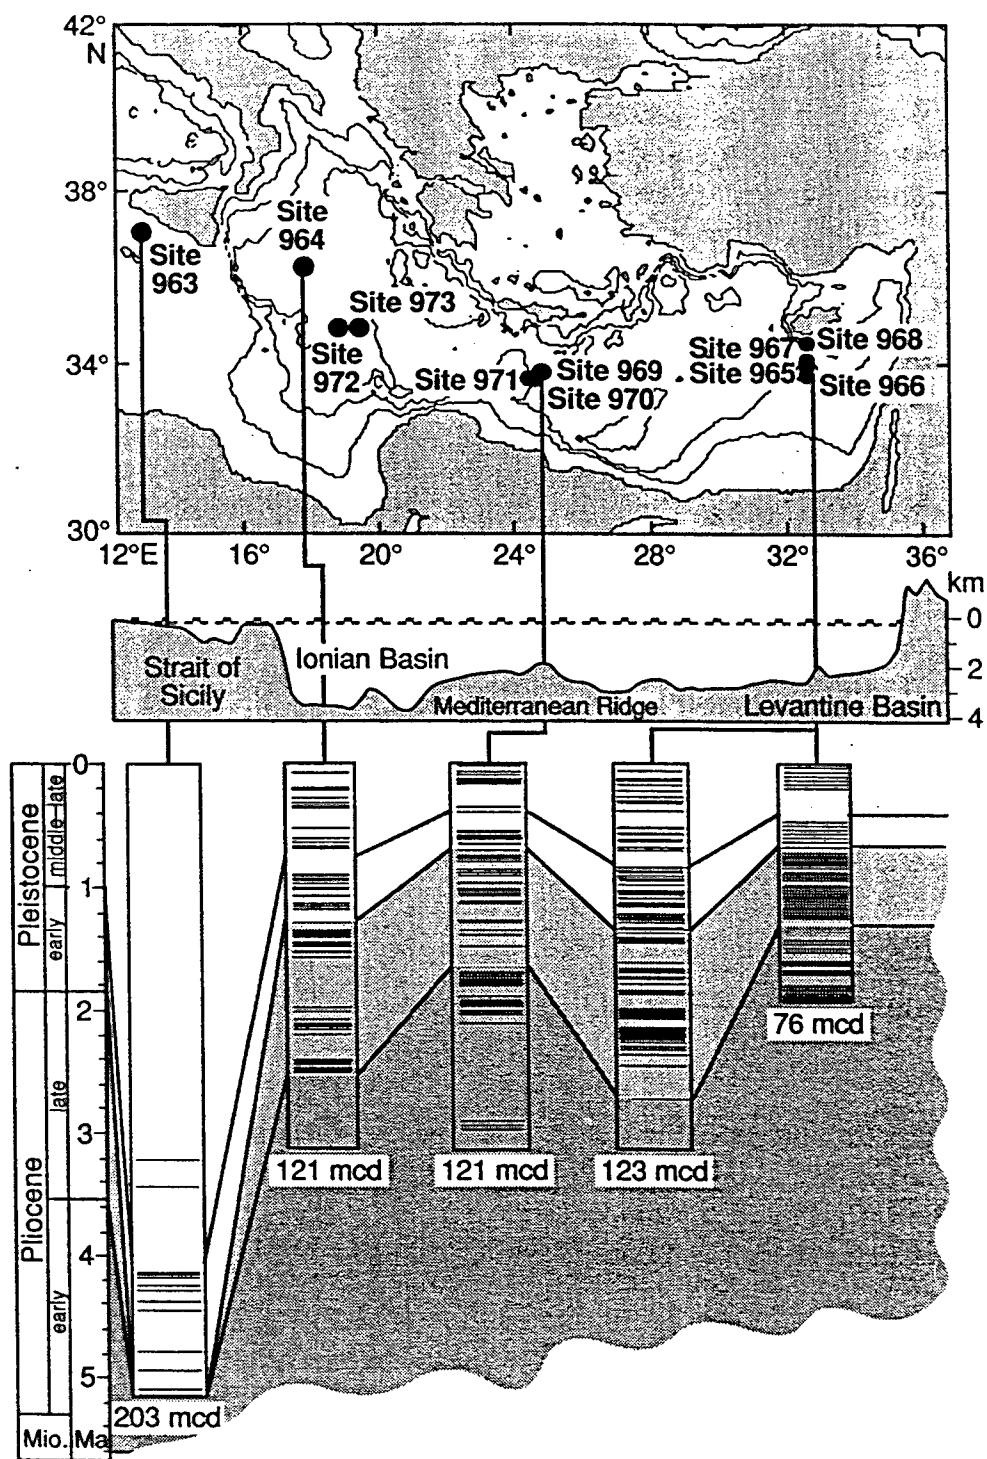 42°
N
38°
34°
30°
Site
964
Site
963
Site 973
Site
972
Site 971
Site 969
Site 970
Site 967
Site 968
Site 965
Site 966
12°E
16°
20°
24°
28°
32°
36°
km
0
2
4
Strait of
Sicily
Ionian Basin
Mediterranean Ridge
Levantine Basin
Pleistocene
early
middle
late
Pliocene
early
late
Mio.
Ma
0
1
2
3
4
5
203 mcd
121 mcd
121 mcd
123 mcd
76 mcd